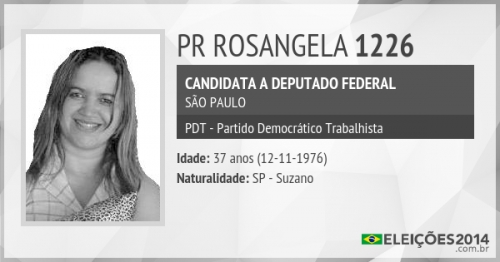 PR ROSANGELA 1226
CANDIDATA A DEPUTADO FEDERAL
SÃO PAULO
PDT - Partido Democrático Trabalhista
Idade: 37 anos (12-11-1976)
Naturalidade: SP - Suzano
ELEIÇÕES2014
.com.br